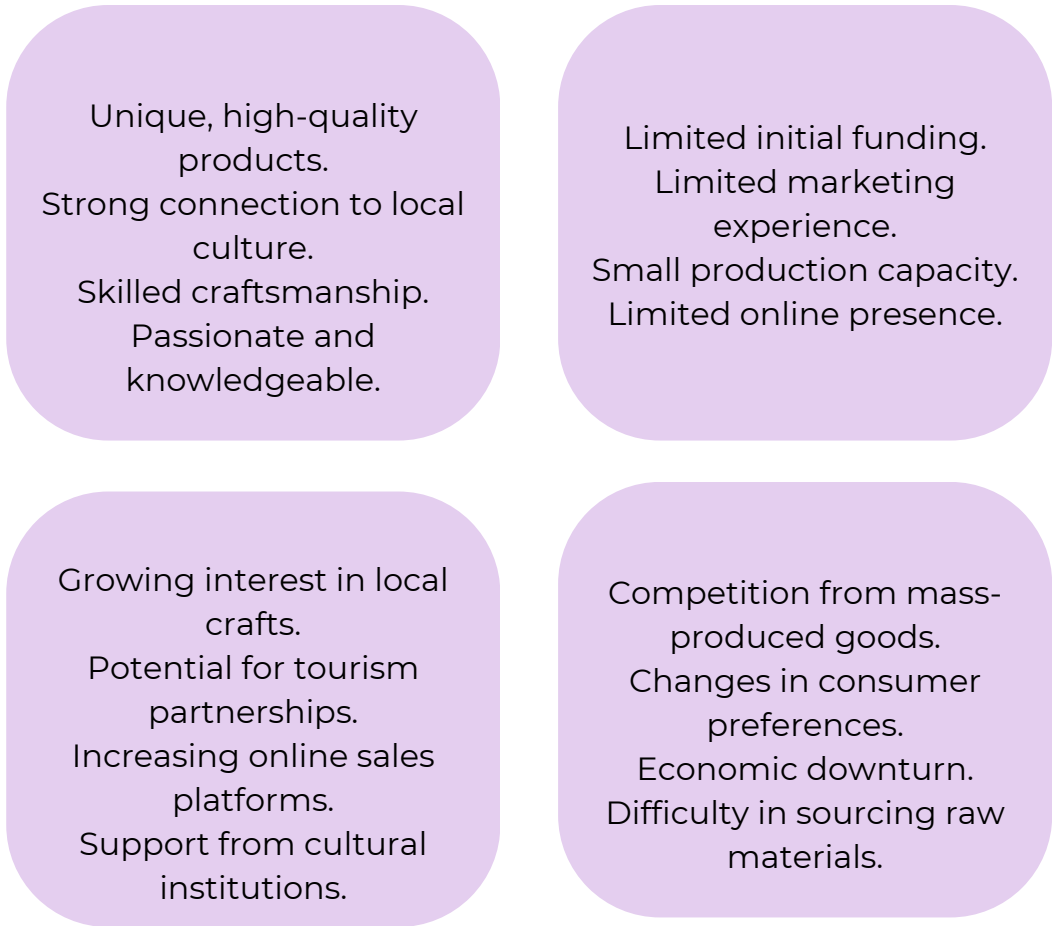 Unique, high-quality
products.
Strong connection to local
culture.
Skilled craftsmanship.
Passionate and
knowledgeable.
Limited initial funding.
Limited marketing
experience.
Small production capacity.
Limited online presence.
Growing interest in local
crafts.
Potential for tourism
partnerships.
Increasing online sales
platforms.
Support from cultural
institutions.
Competition from mass-
produced goods.
Changes in consumer
preferences.
Economic downturn.
Difficulty in sourcing raw
materials.